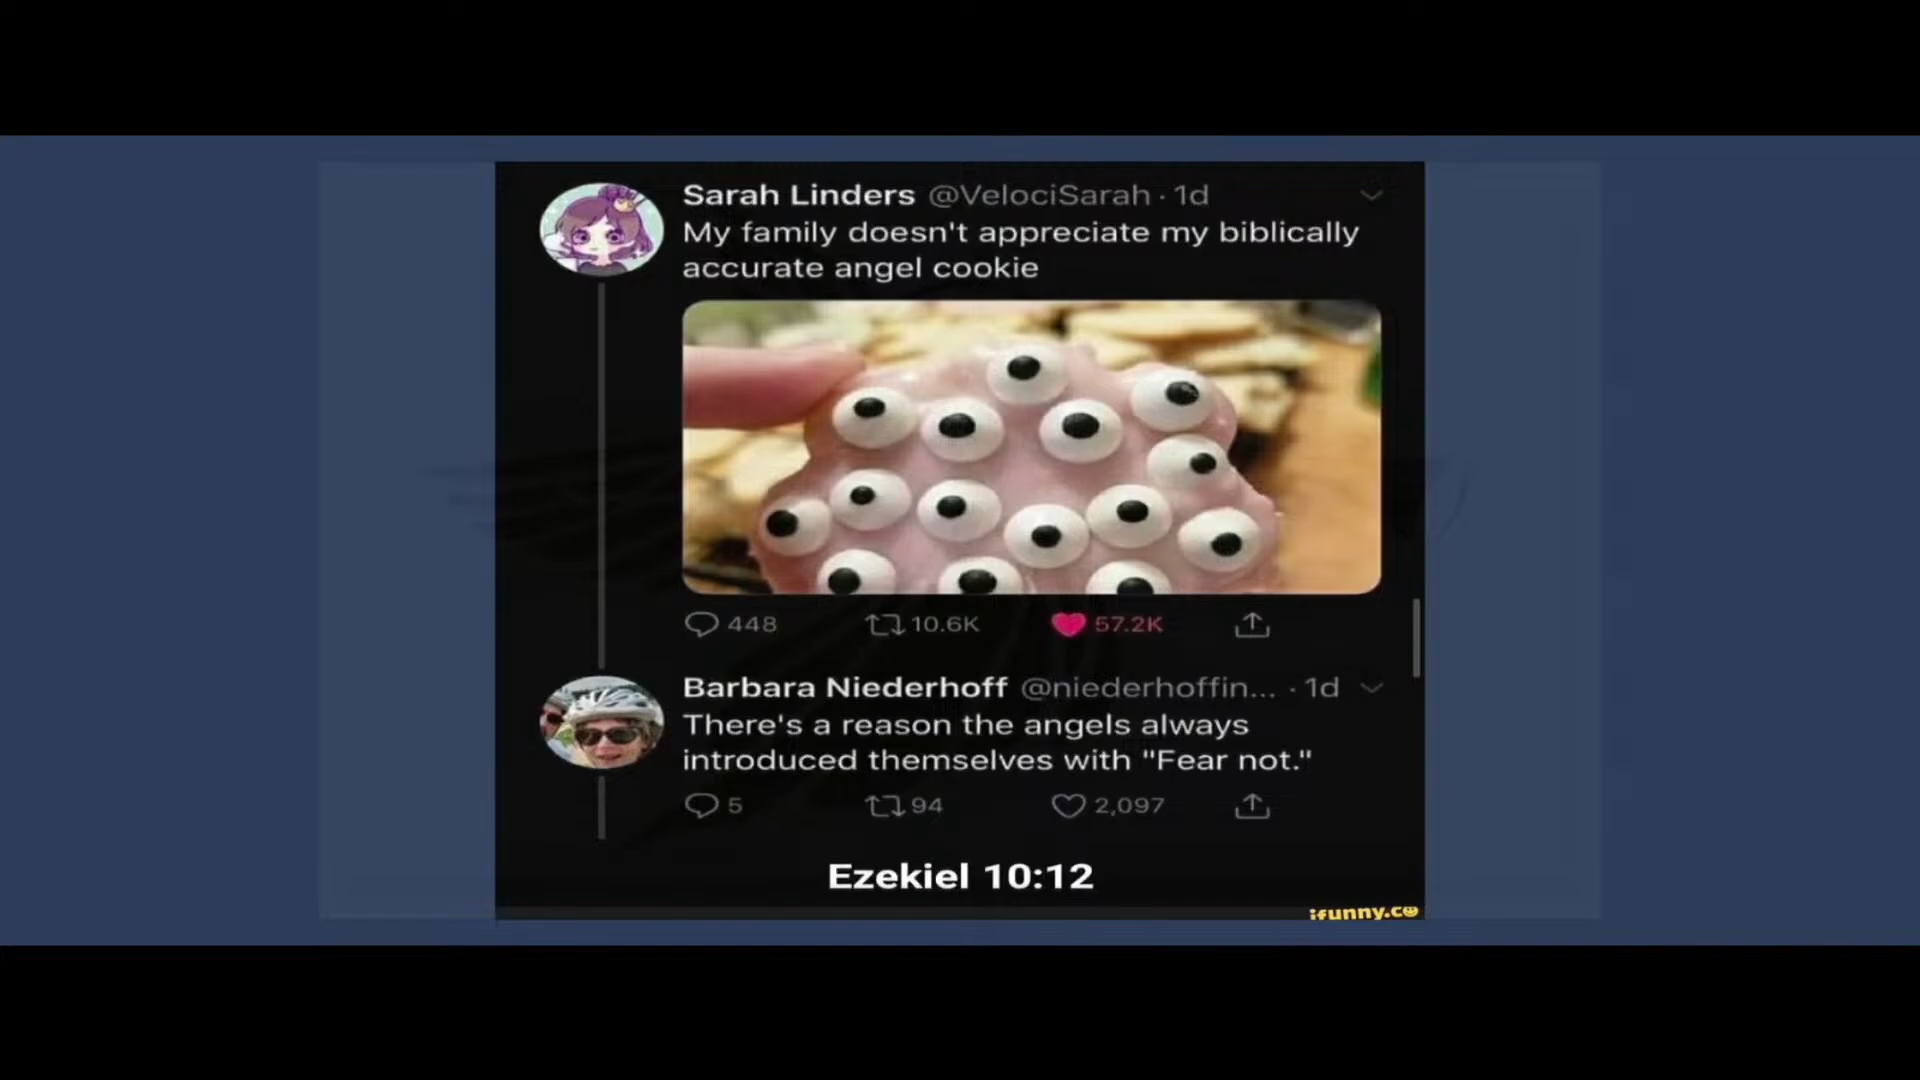 Sarah Linders @VelociSarah · 1d
My family doesn't appreciate my biblically
accurate angel cookie
448 10.6K 57.2K
Barbara Niederhoff @niederhoffin... · 1d
There's a reason the angels always
introduced themselves with "Fear not."
5 94 2,097
Ezekiel 10:12
ifunny.co